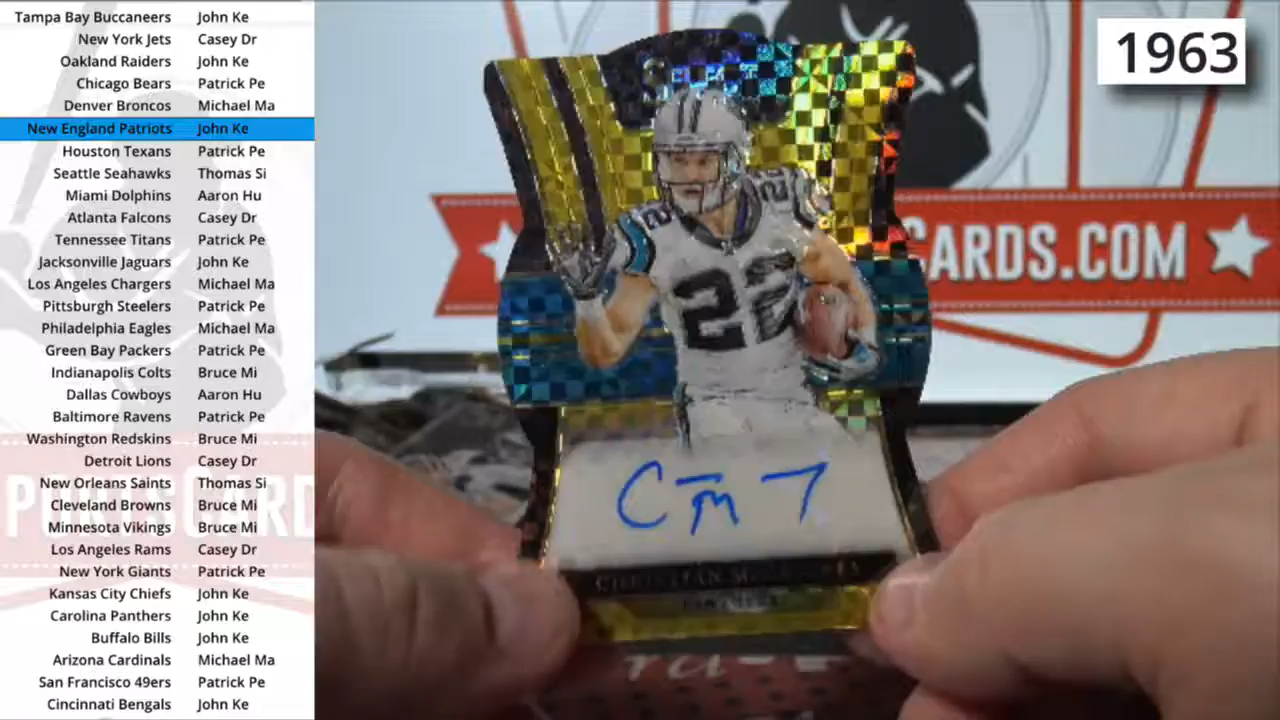 Tampa Bay Buccaneers John Ke
New York Jets Casey Dr
Oakland Raiders John Ke
Chicago Bears Patrick Pe
Denver Broncos Michael Ma
New England Patriots John Ke
Houston Texans Patrick Pe
Seattle Seahawks Thomas Si
Miami Dolphins Aaron Hu
Atlanta Falcons Casey Dr
Tennessee Titans Patrick Pe
Jacksonville Jaguars John Ke
Los Angeles Chargers Michael Ma
Pittsburgh Steelers Patrick Pe
Philadelphia Eagles Michael Ma
Green Bay Packers Patrick Pe
Indianapolis Colts Bruce Mi
Dallas Cowboys Aaron Hu
Baltimore Ravens Patrick Pe
Washington Redskins Bruce Mi
Detroit Lions Casey Dr
New Orleans Saints Thomas Si
Cleveland Browns Bruce Mi
Minnesota Vikings Bruce Mi
Los Angeles Rams Casey Dr
New York Giants Patrick Pe
Kansas City Chiefs John Ke
Carolina Panthers John Ke
Buffalo Bills John Ke
Arizona Cardinals Michael Ma
San Francisco 49ers Patrick Pe
Cincinnati Bengals John Ke
1963
CARDS.COM
22
22